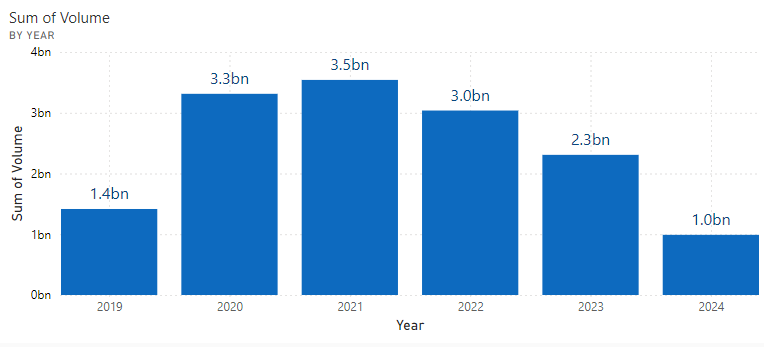 Sum of Volume
BY YEAR
4bn
3bn
2bn
1bn
0bn
Sum of Volume
1.4bn
3.3bn
3.5bn
3.0bn
2.3bn
1.0bn
2019
2020
2021
2022
2023
2024
Year